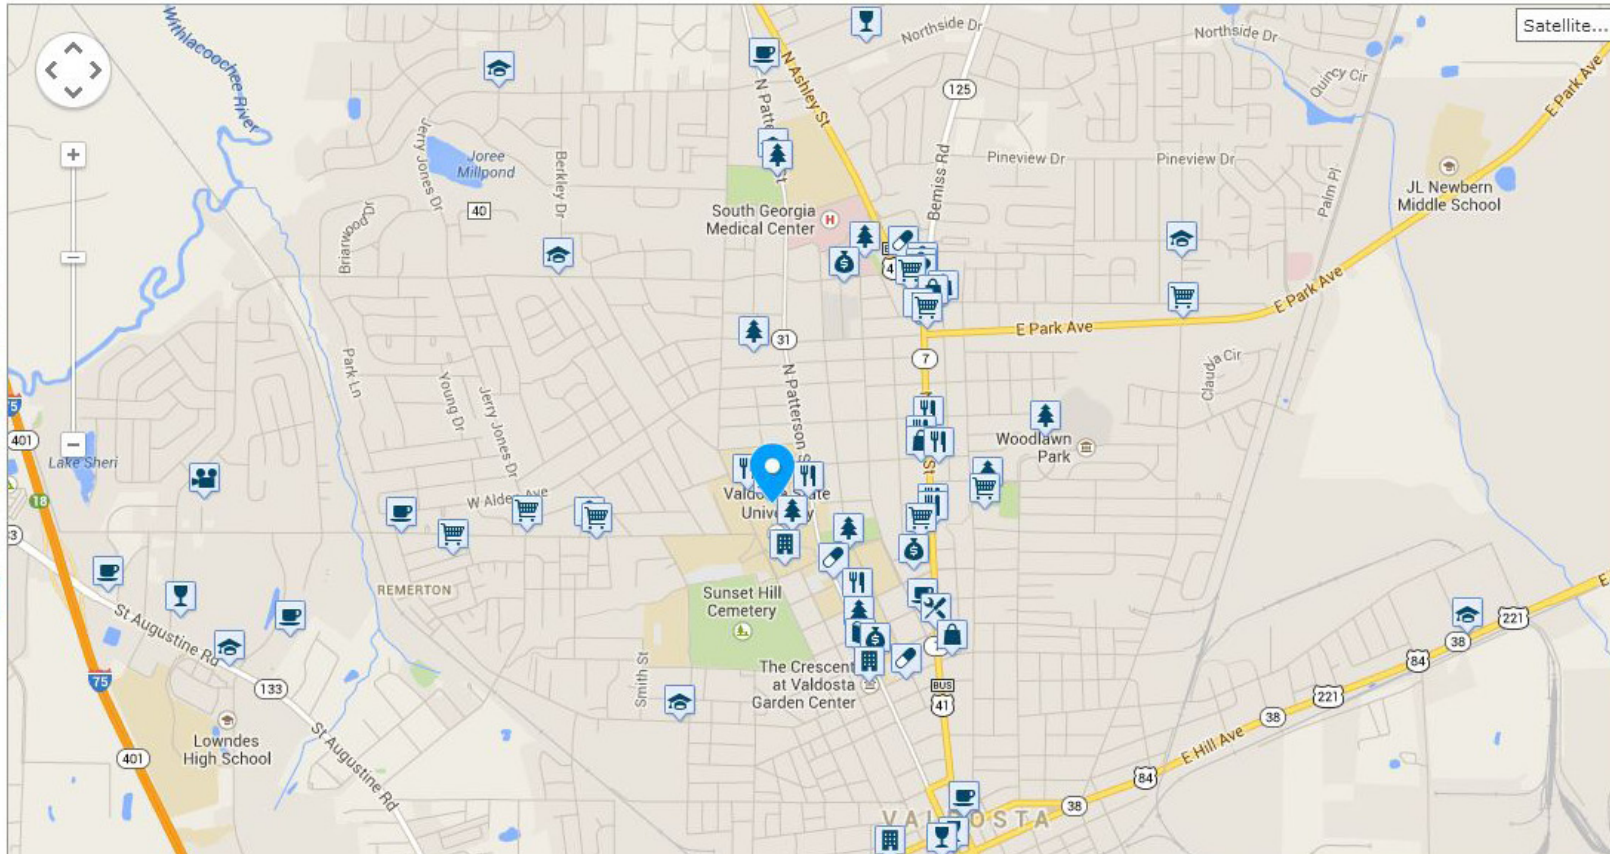 Withlacoochee River
Northside Dr
Northside Dr
Satellite...
N Ashley St
125
Quincy Cir
E Park Ave
Jerry Jones Dr
Joree
Millpond
Berkley Dr
40
Briarwood Dr
Pineview Dr
Pineview Dr
Bemiss Rd
Palm Pl
JL Newbern
Middle School
South Georgia
Medical Center
H
E Park Ave
E Park Ave
31
7
Park Ln
Young Dr
Jerry Jones Dr
N Patterson S
Claudia Cir
75
401
Lake Sheri
18
Woodlawn
Park
St
W Alden Ave
REMERTON
Sunset Hill
Cemetery
St Augustine Rd
75
133
Smith St
The Crescent
at Valdosta
Garden Center
BUS
41
221
38
84
221
38
E Hill Ave
84
38
Lowndes
High School
401
St Augustine Rd
VALDOSTA